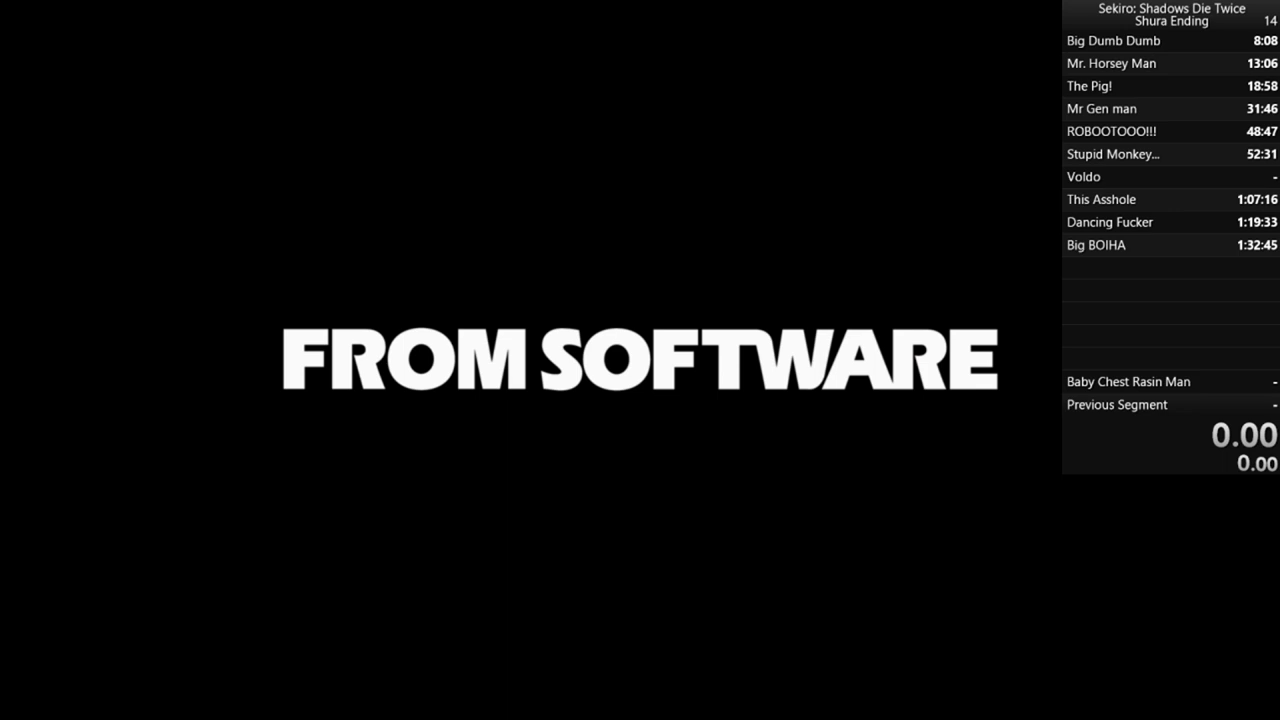 Sekiro: Shadows Die Twice
Shura Ending 14
Big Dumb Dumb 8:08
Mr. Horsey Man 13:06
The Pig! 18:58
Mr Gen man 31:46
ROBOOTOOO!!! 48:47
Stupid Monkey... 52:31
Voldo -
This Asshole 1:07:16
Dancing Fucker 1:19:33
Big BOIHA 1:32:45
Baby Chest Rasin Man -
Previous Segment -
0.00
0.00
FROM SOFTWARE